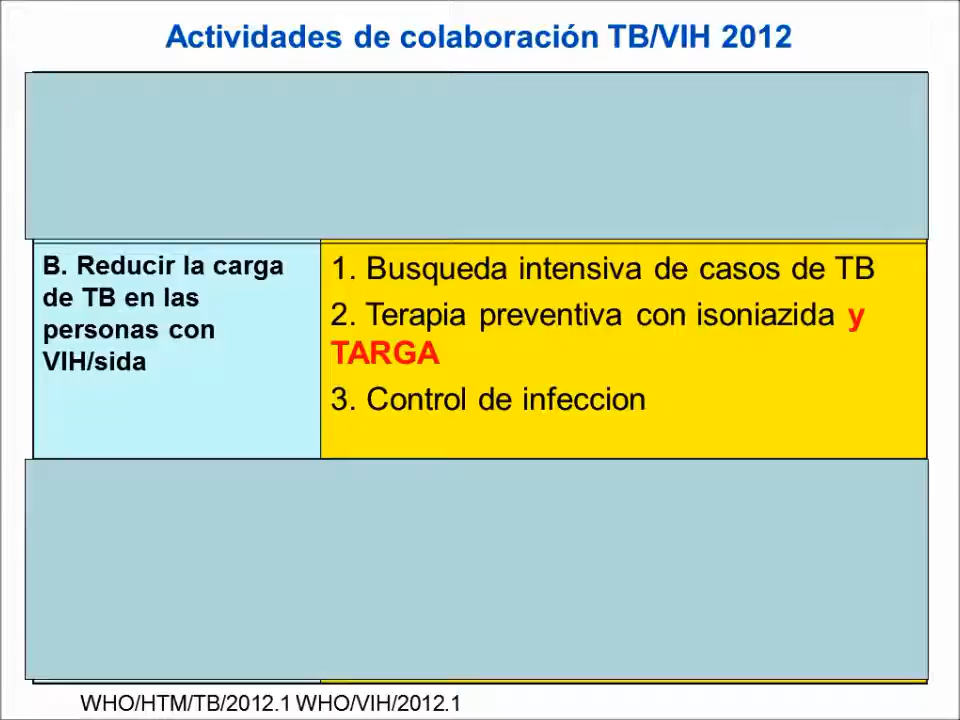 Actividades de colaboración TB/VIH 2012
B. Reducir la carga
de TB en las
personas con
VIH/sida
1. Busqueda intensiva de casos de TB
2. Terapia preventiva con isoniazida y
TARGA
3. Control de infeccion
WHO/HTM/TB/2012.1 WHO/VIH/2012.1